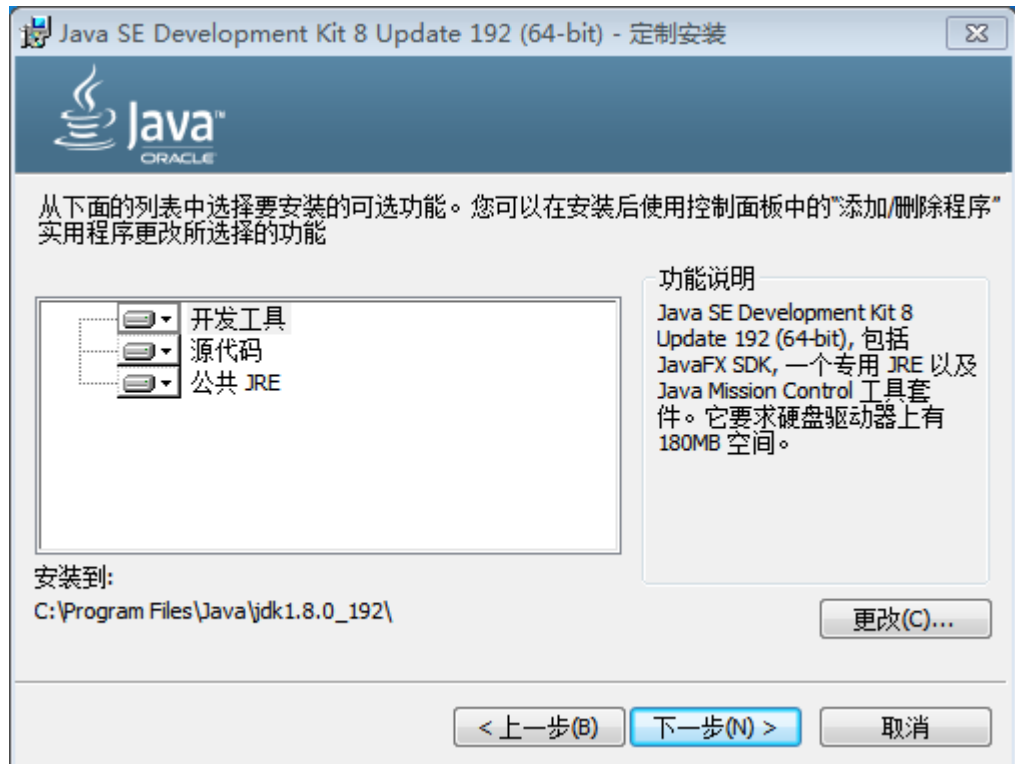 Java SE Development Kit 8 Update 192 (64-bit) - 定制安装
Java™
ORACLE
从下面的列表中选择要安装的可选功能。您可以在安装后使用控制面板中的"添加/删除程序"
实用程序更改所选择的功能
开发工具
源代码
公共 JRE
功能说明
Java SE Development Kit 8
Update 192 (64-bit), 包括
JavaFX SDK, 一个专用 JRE 以及
Java Mission Control 工具套
件。它要求硬盘驱动器上有
180MB 空间。
安装到:
C:\Program Files\Java\jdk1.8.0_192\
更改(C)...
< 上一步(B)
下一步(N) >
取消